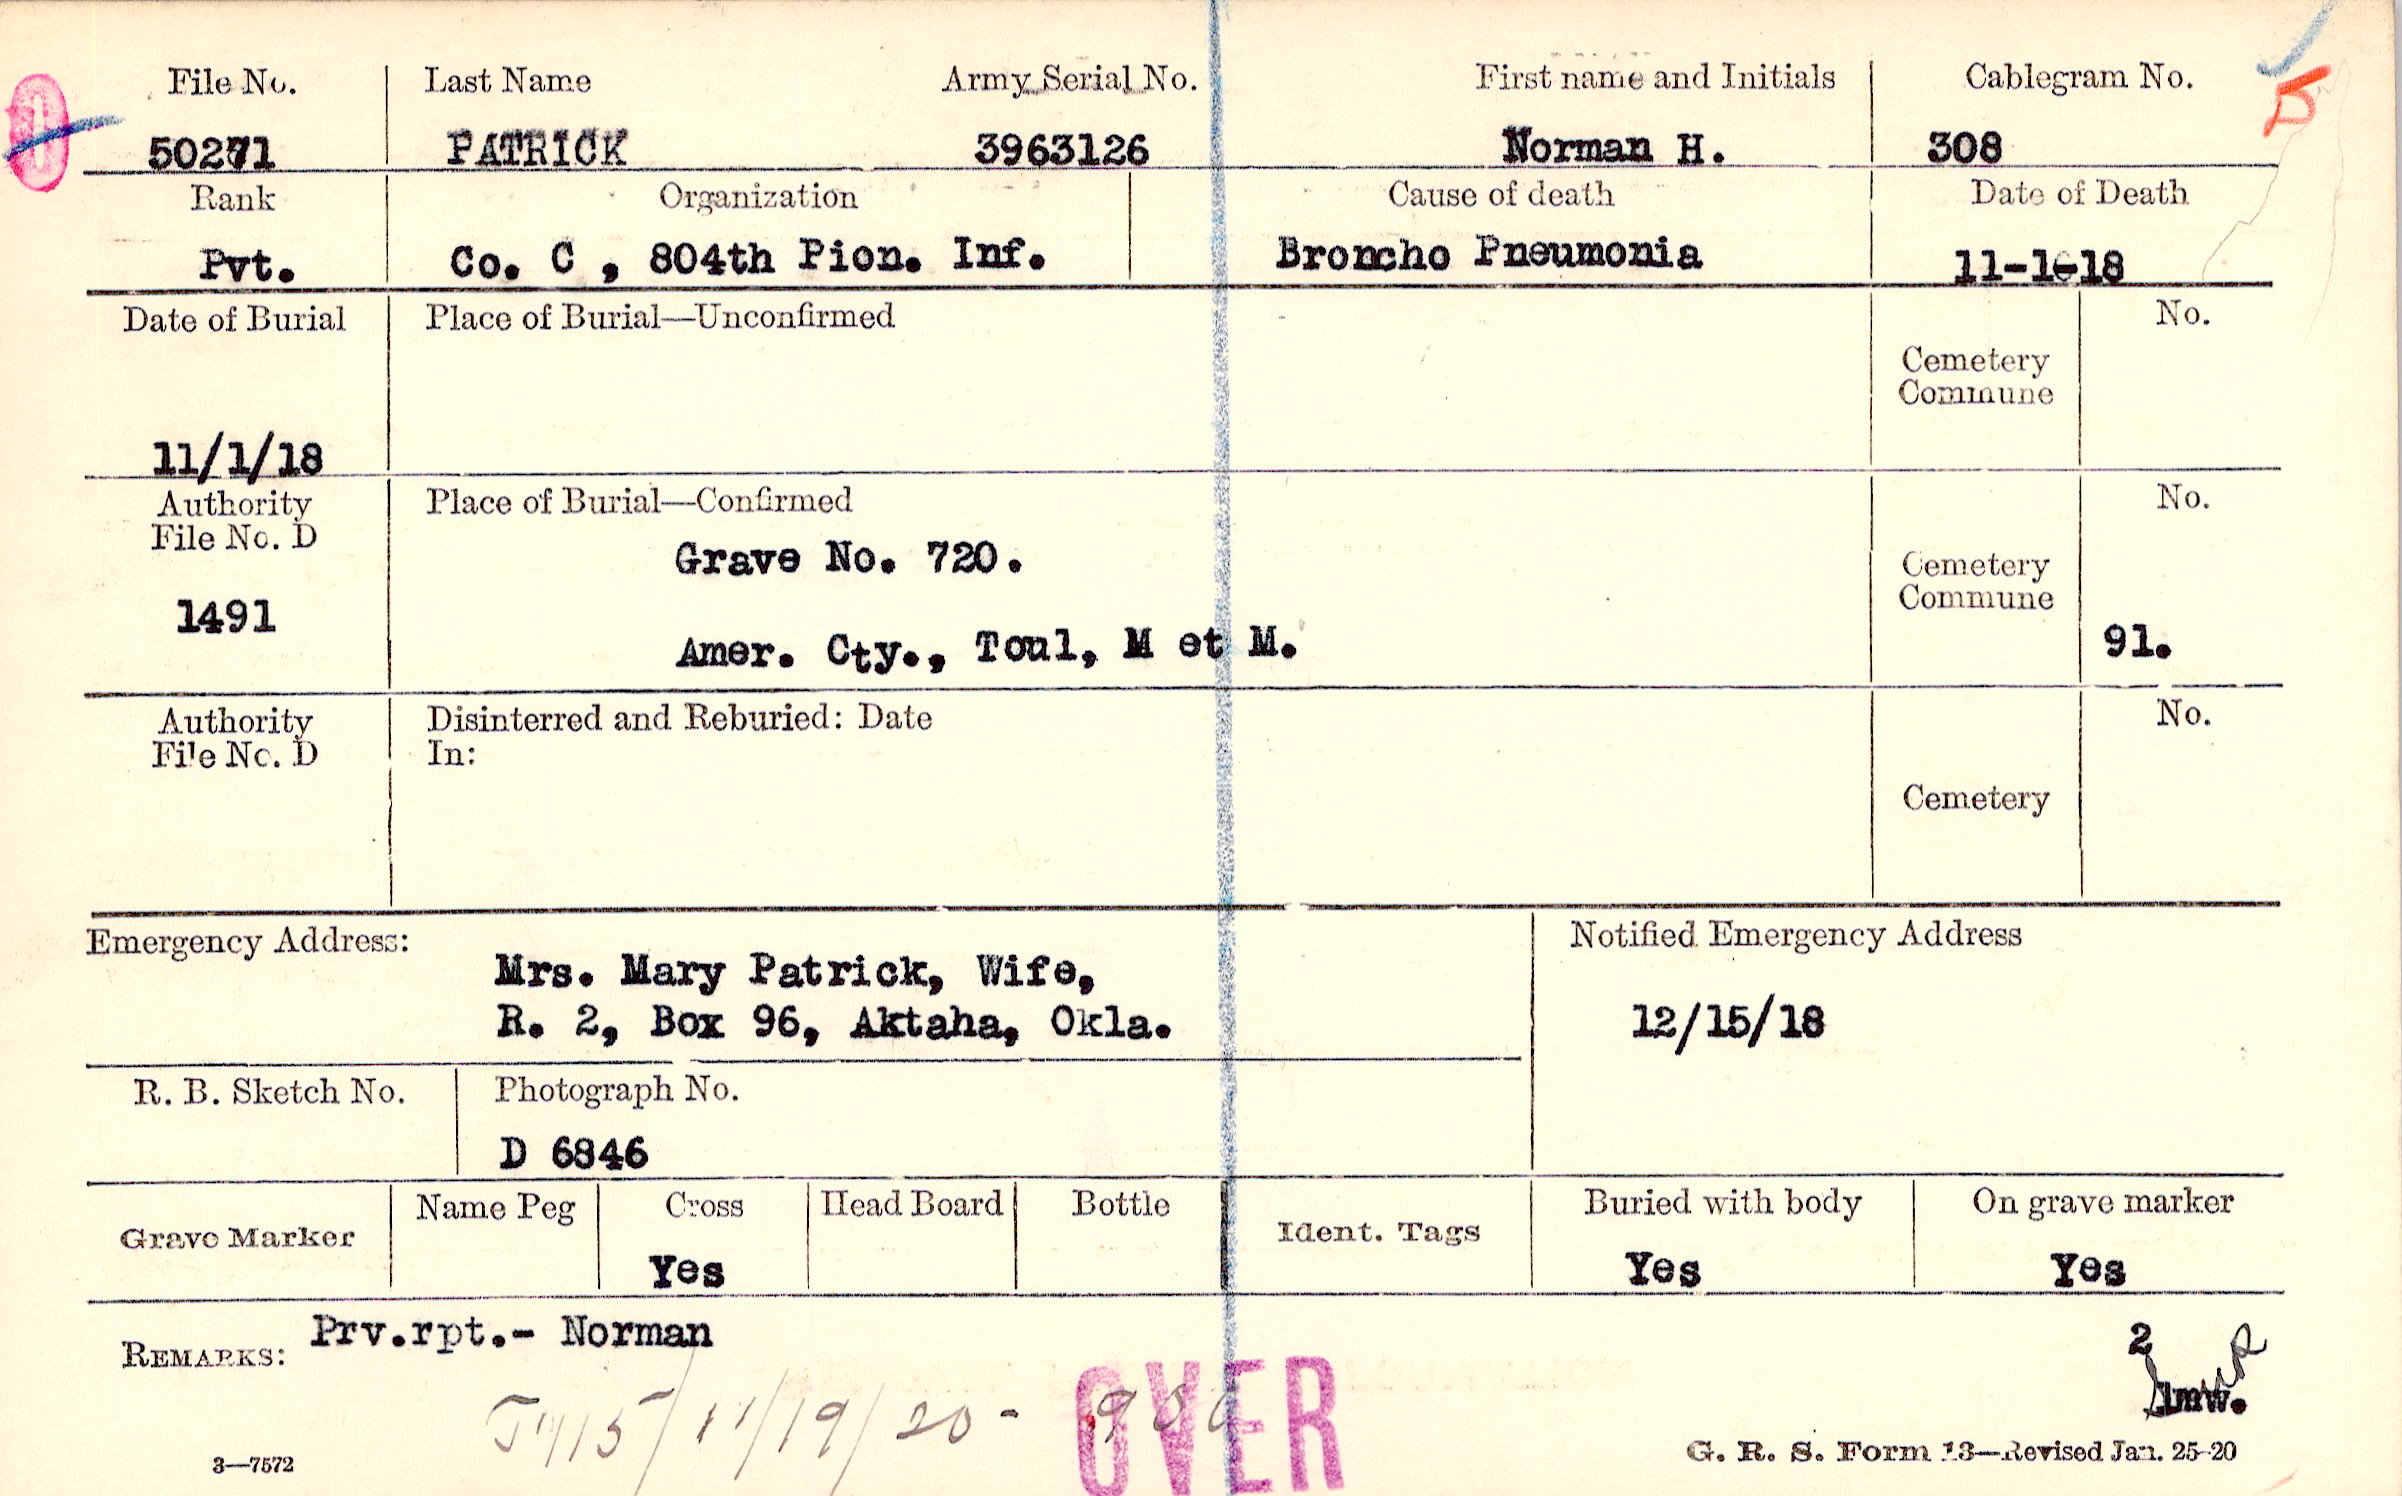 File No. Last Name Army Serial No. First name and Initials Cablegram No.
50271 PATRICK 3963126 Norman H. 308
Rank Organization Cause of death Date of Death
Pvt. Co. C , 804th Pion. Inf. Broncho Pneumonia 11-1-18
Date of Burial Place of Burial—Unconfirmed No.
Cemetery
Commune
11/1/18
Authority Place of Burial—Confirmed No.
File No. D
Grave No. 720. Cemetery
Commune
1491
Amer. Cty., Toul, M et M. 91.
Authority Disinterred and Reburied: Date No.
File No. D In:
Cemetery
Emergency Address: Notified Emergency Address
Mrs. Mary Patrick, Wife,
R. 2, Box 96, Aktaha, Okla. 12/15/18
R. B. Sketch No. Photograph No.
D 6846
Grave Marker Name Peg Cross Head Board Bottle Ident. Tags Buried with body On grave marker
Yes Yes Yes
REMARKS: Prv.rpt.- Norman 2
lmw.
11/19/20 -
OVER
3—7572 G. R. S. Form 13—Revised Jan. 25-20